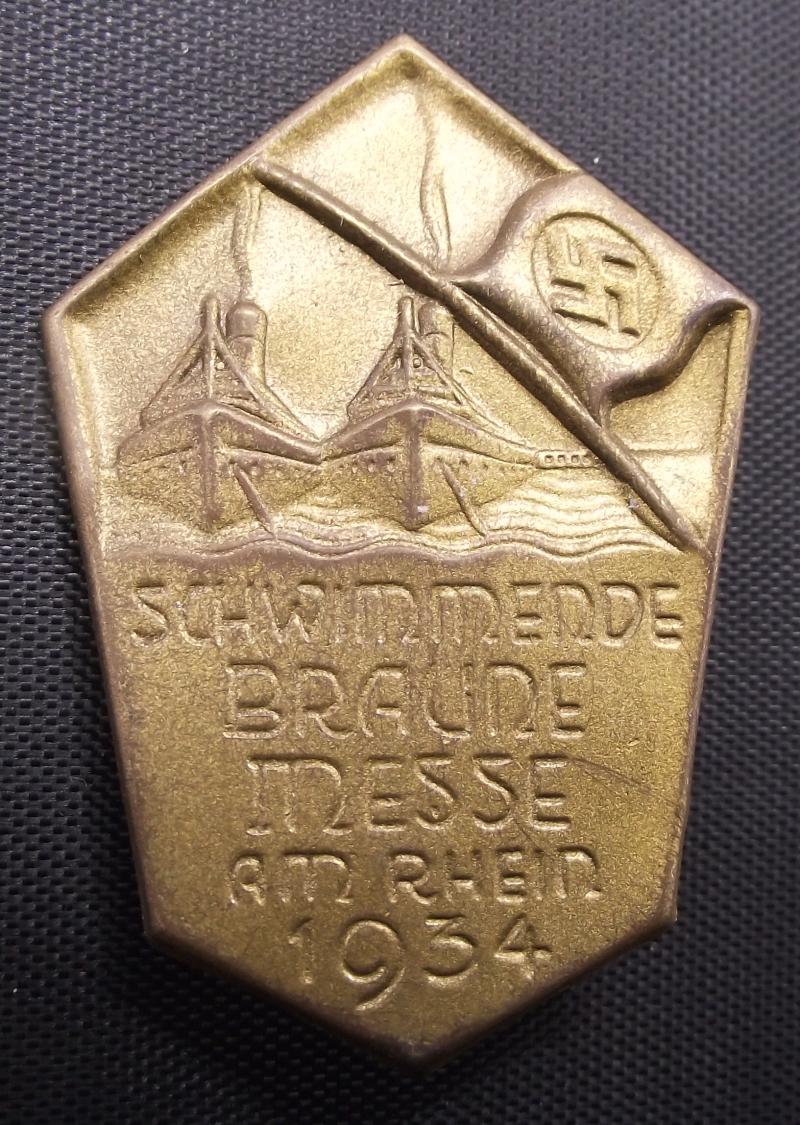 SCHWIMMENDE
BRAUNE
MESSE
AM RHEIN
1934